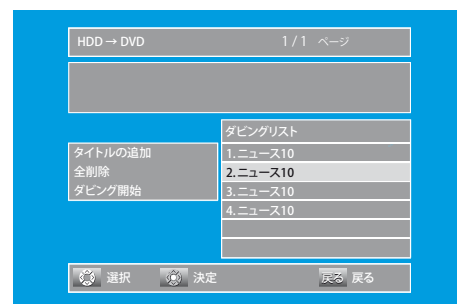 HDD → DVD 1/1 ページ
ダビングリスト
タイトルの追加
全削除
ダビング開始
1.ニュース10
2.ニュース10
3.ニュース10
4.ニュース10
選択 決定 戻る 戻る